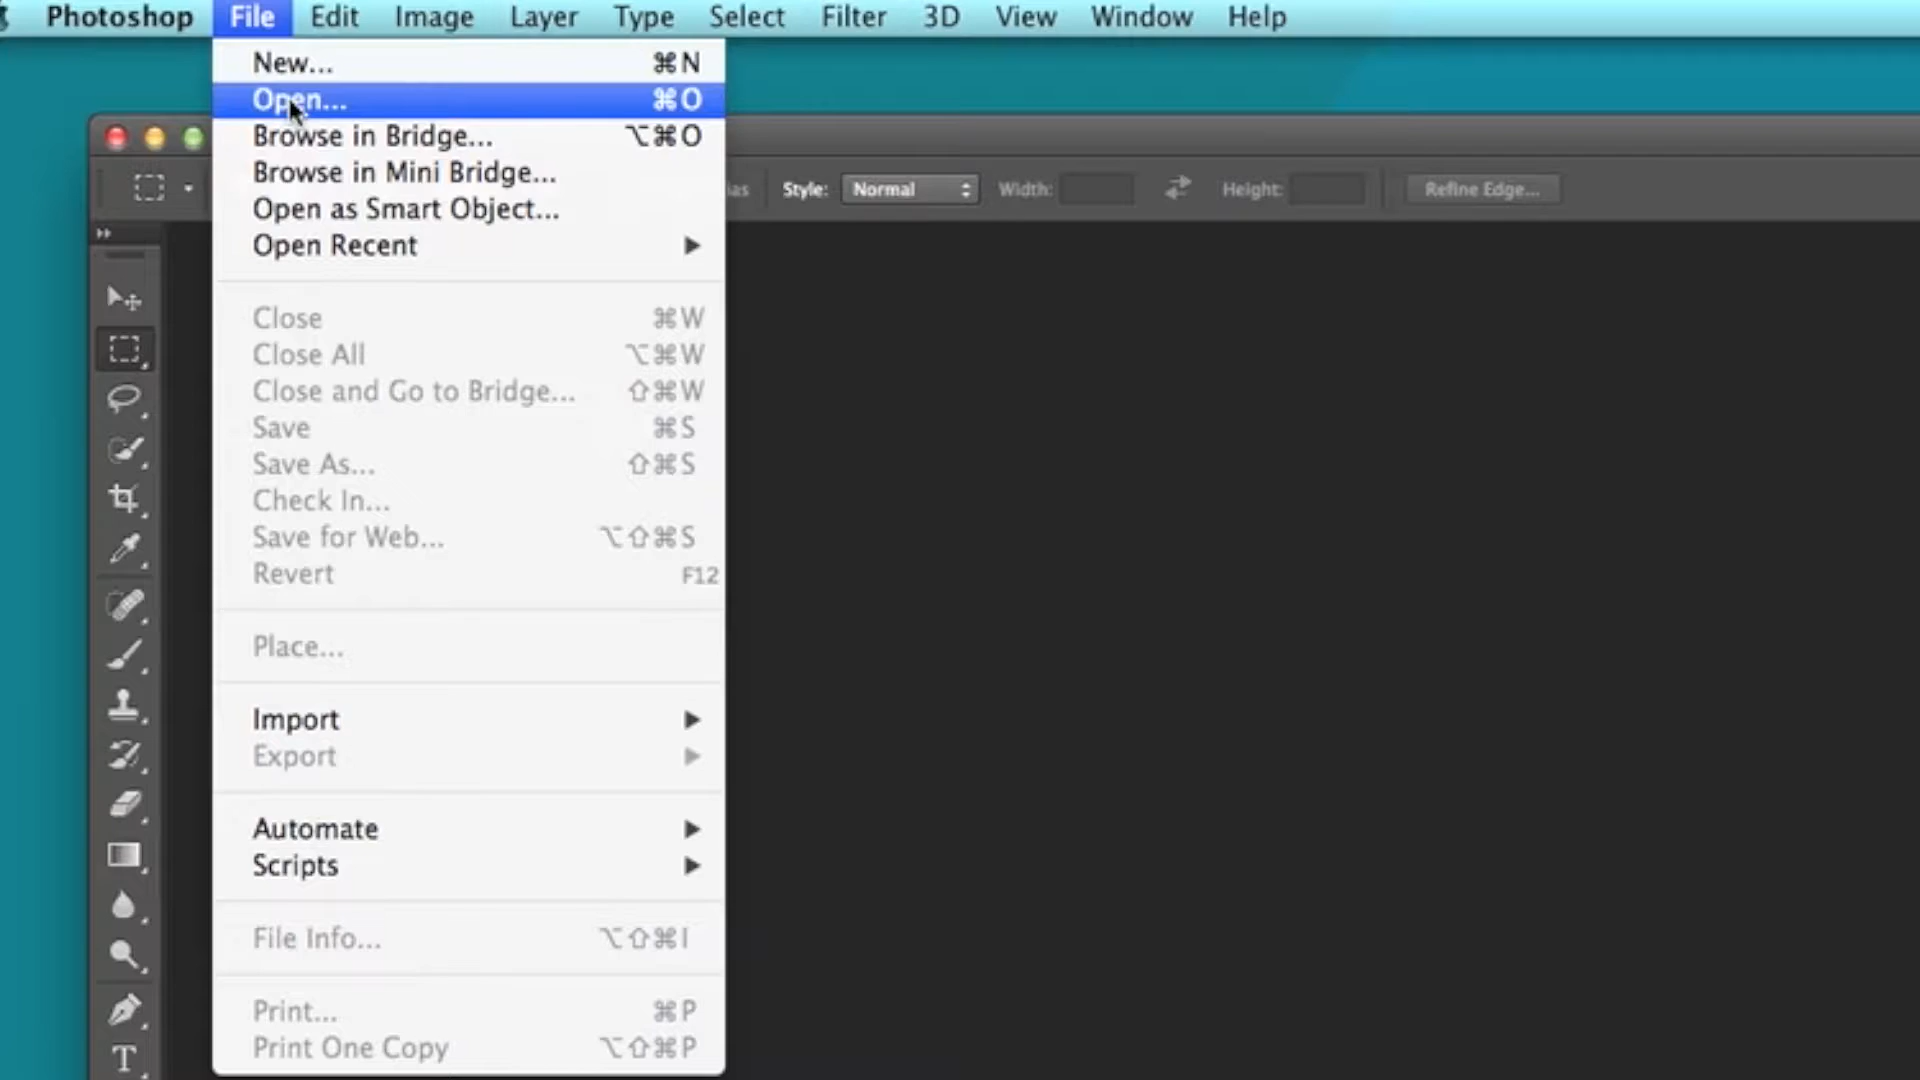 Photoshop File Edit Image Layer Type Select Filter 3D View Window Help
New... ⌘N
Open... ⌘O
Browse in Bridge... ⌥⌘O
Browse in Mini Bridge...
Open as Smart Object...
Open Recent ▶
Close ⌘W
Close All ⌥⌘W
Close and Go to Bridge... ⇧⌘W
Save ⌘S
Save As... ⇧⌘S
Check In...
Save for Web... ⌥⇧⌘S
Revert F12
Place...
Import ▶
Export ▶
Automate ▶
Scripts ▶
File Info... ⌥⇧⌘I
Print... ⌘P
Print One Copy ⌥⇧⌘P
ias Style: Normal Width: Height: Refine Edge...
T